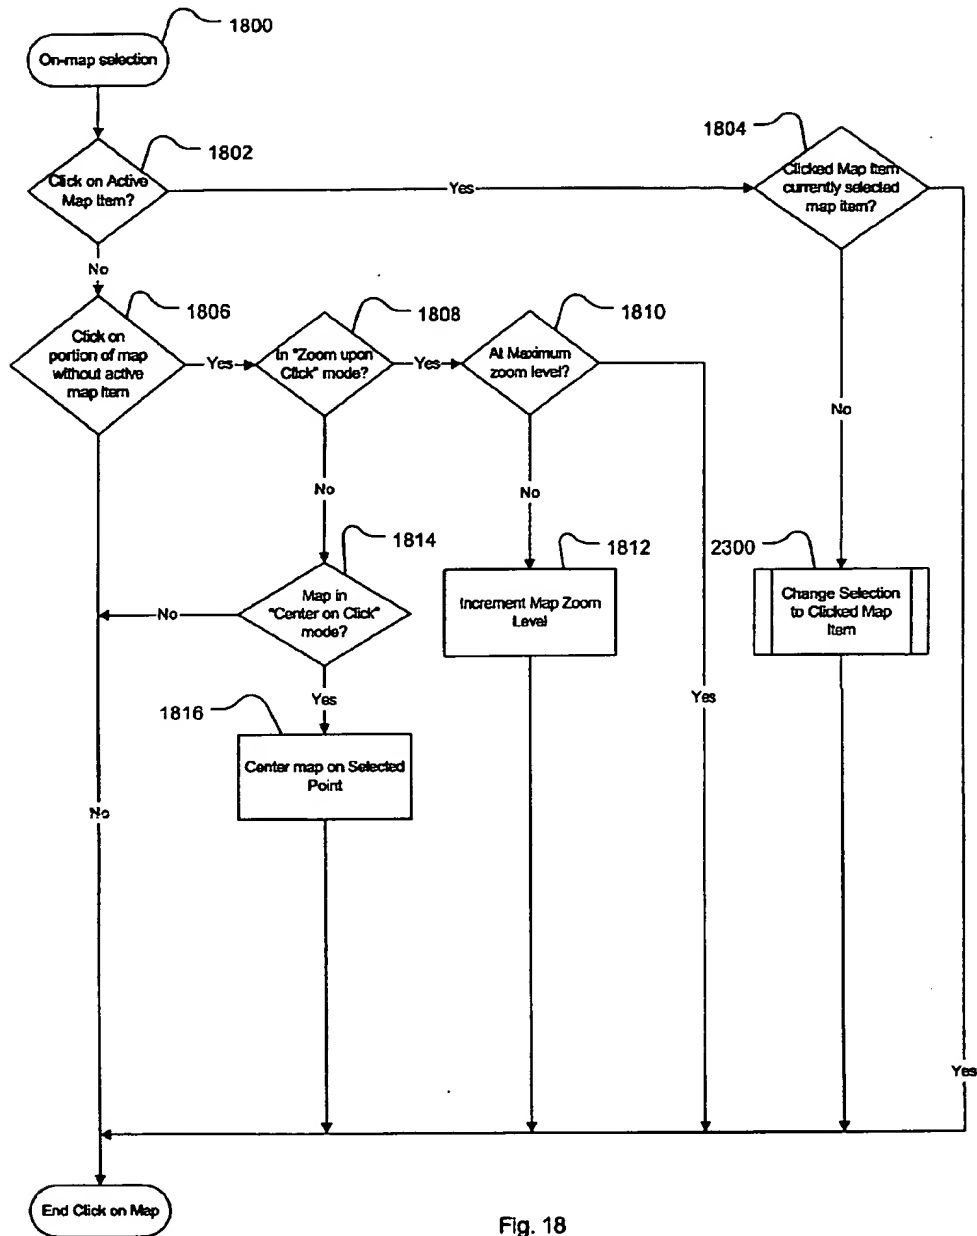 1800
On-map selection
1802
Click on Active
Map Item?
Yes
1804
Clicked Map Item
currently selected
map item?
No
1806
Click on
portion of map
without active
map item
Yes
1808
In "Zoom upon
Click" mode?
Yes
1810
At Maximum
zoom level?
No
No
No
1814
Map in
"Center on Click"
mode?
No
1812
Increment Map Zoom
Level
2300
Change Selection
to Clicked Map
Item
Yes
Yes
1816
Center map on Selected
Point
No
Yes
End Click on Map
Fig. 18